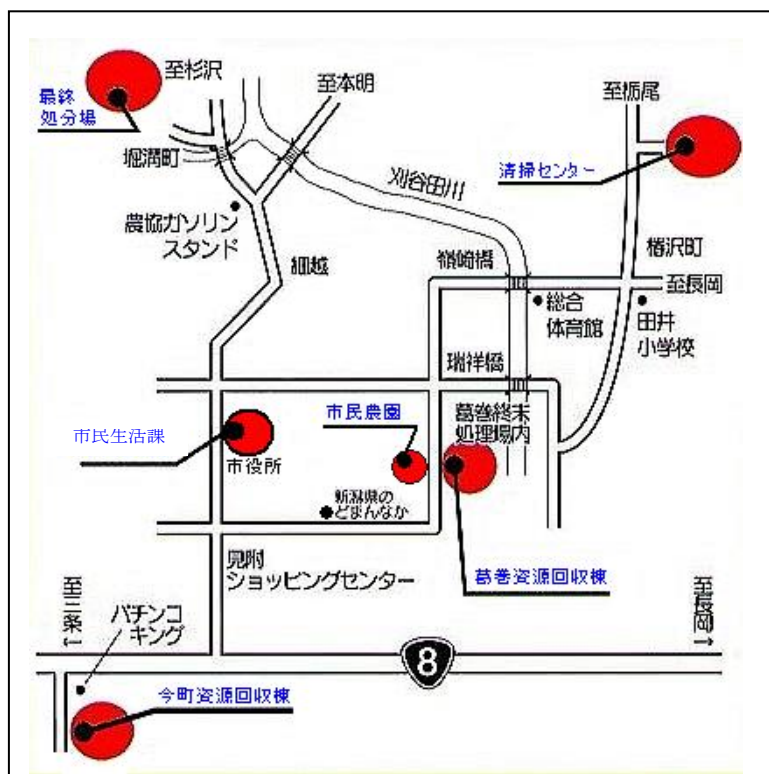 至杉沢
最終
処分場
至本明
至栃尾
堀溝町
刈谷田川
清掃センター
農協ガソリン
スタンド
椿沢町
細越
嶺崎橋
至長岡
総合
体育館
田井
小学校
瑞祥橋
市民農園
葛巻終末
処理場内
市民生活課
市役所
新潟県の
どまんなか
見附
ショッピングセンター
葛巻資源回収棟
至三条↓
至長岡↓
パチンコ
キング
8
今町資源回収棟